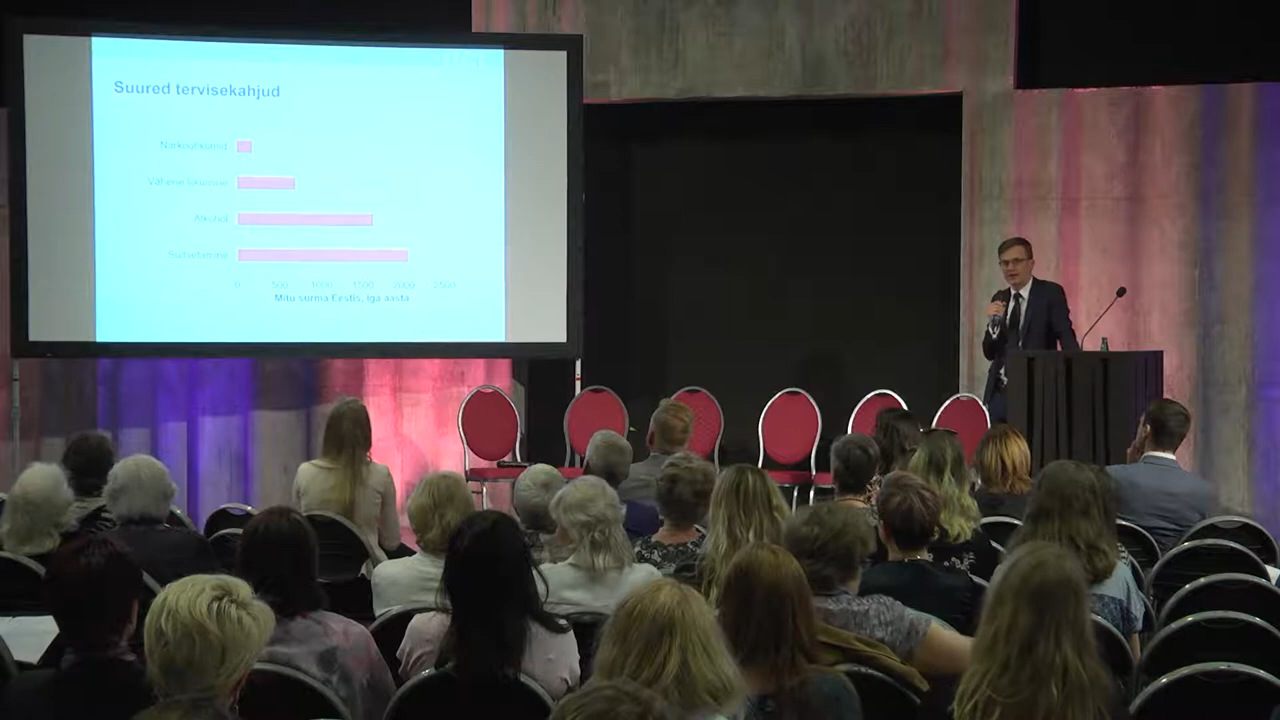 Suured tervisekahjud
Narkootikumid
Vähene liikumine
Alkohol
Suitsetamine
0 500 1000 1500 2000 2500
Mitu surma Eestis, iga aasta